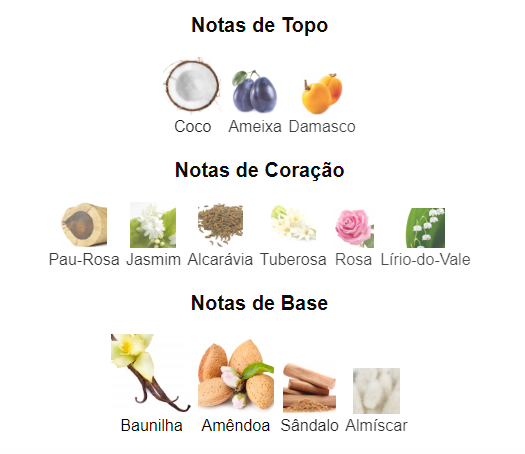 Notas de Topo
Coco Ameixa Damasco
Notas de Coração
Pau-Rosa Jasmim Alcarávia Tuberosa Rosa Lírio-do-Vale
Notas de Base
Baunilha Amêndoa Sândalo Almíscar